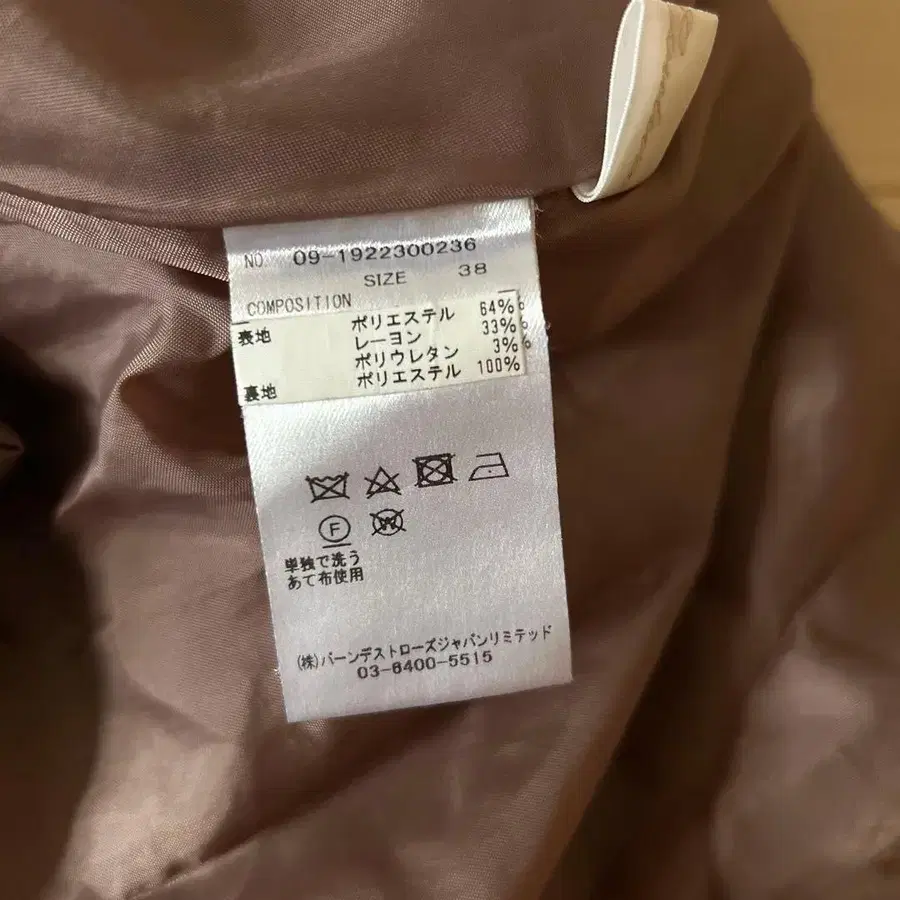 NO. 09-1922300236
SIZE 38
COMPOSITION
表地 ポリエステル 64%
レーヨン 33%
ポリウレタン 3%
裏地 ポリエステル 100%
F W
単独で洗う
あて布使用
(株)バーンデストローズジャパンリミテッド
03-6400-5515